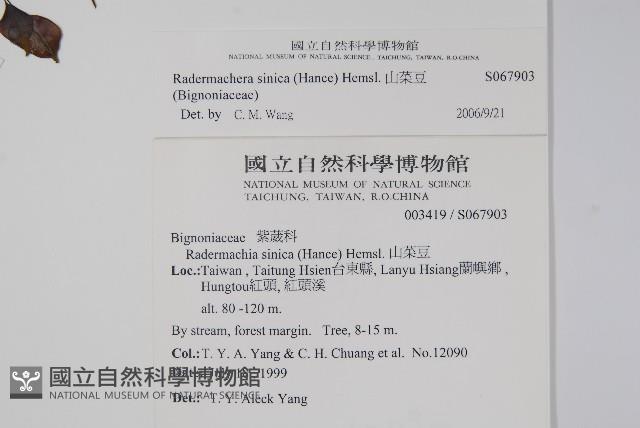 國立自然科學博物館
NATIONAL MUSEUM OF NATURAL SCIENCE, TAICHUNG, TAIWAN, R.O.CHINA
Radermachera sinica (Hance) Hemsl. 山菜豆 S067903
(Bignoniaceae)
Det. by C. M. Wang 2006/9/21
國立自然科學博物館
NATIONAL MUSEUM OF NATURAL SCIENCE
TAICHUNG, TAIWAN, R.O.CHINA
003419 / S067903
Bignoniaceae 紫葳科
Radermachia sinica (Hance) Hemsl. 山菜豆
Loc.:Taiwan , Taitung Hsien台東縣, Lanyu Hsiang蘭嶼鄉 ,
Hungtou紅頭, 紅頭溪
alt. 80 -120 m.
By stream, forest margin. Tree, 8-15 m.
Col.: T. Y. A. Yang & C. H. Chuang et al. No.12090
1999
Det.: T. Y. Aleck Yang
國立自然科學博物館
NATIONAL MUSEUM OF NATURAL SCIENCE